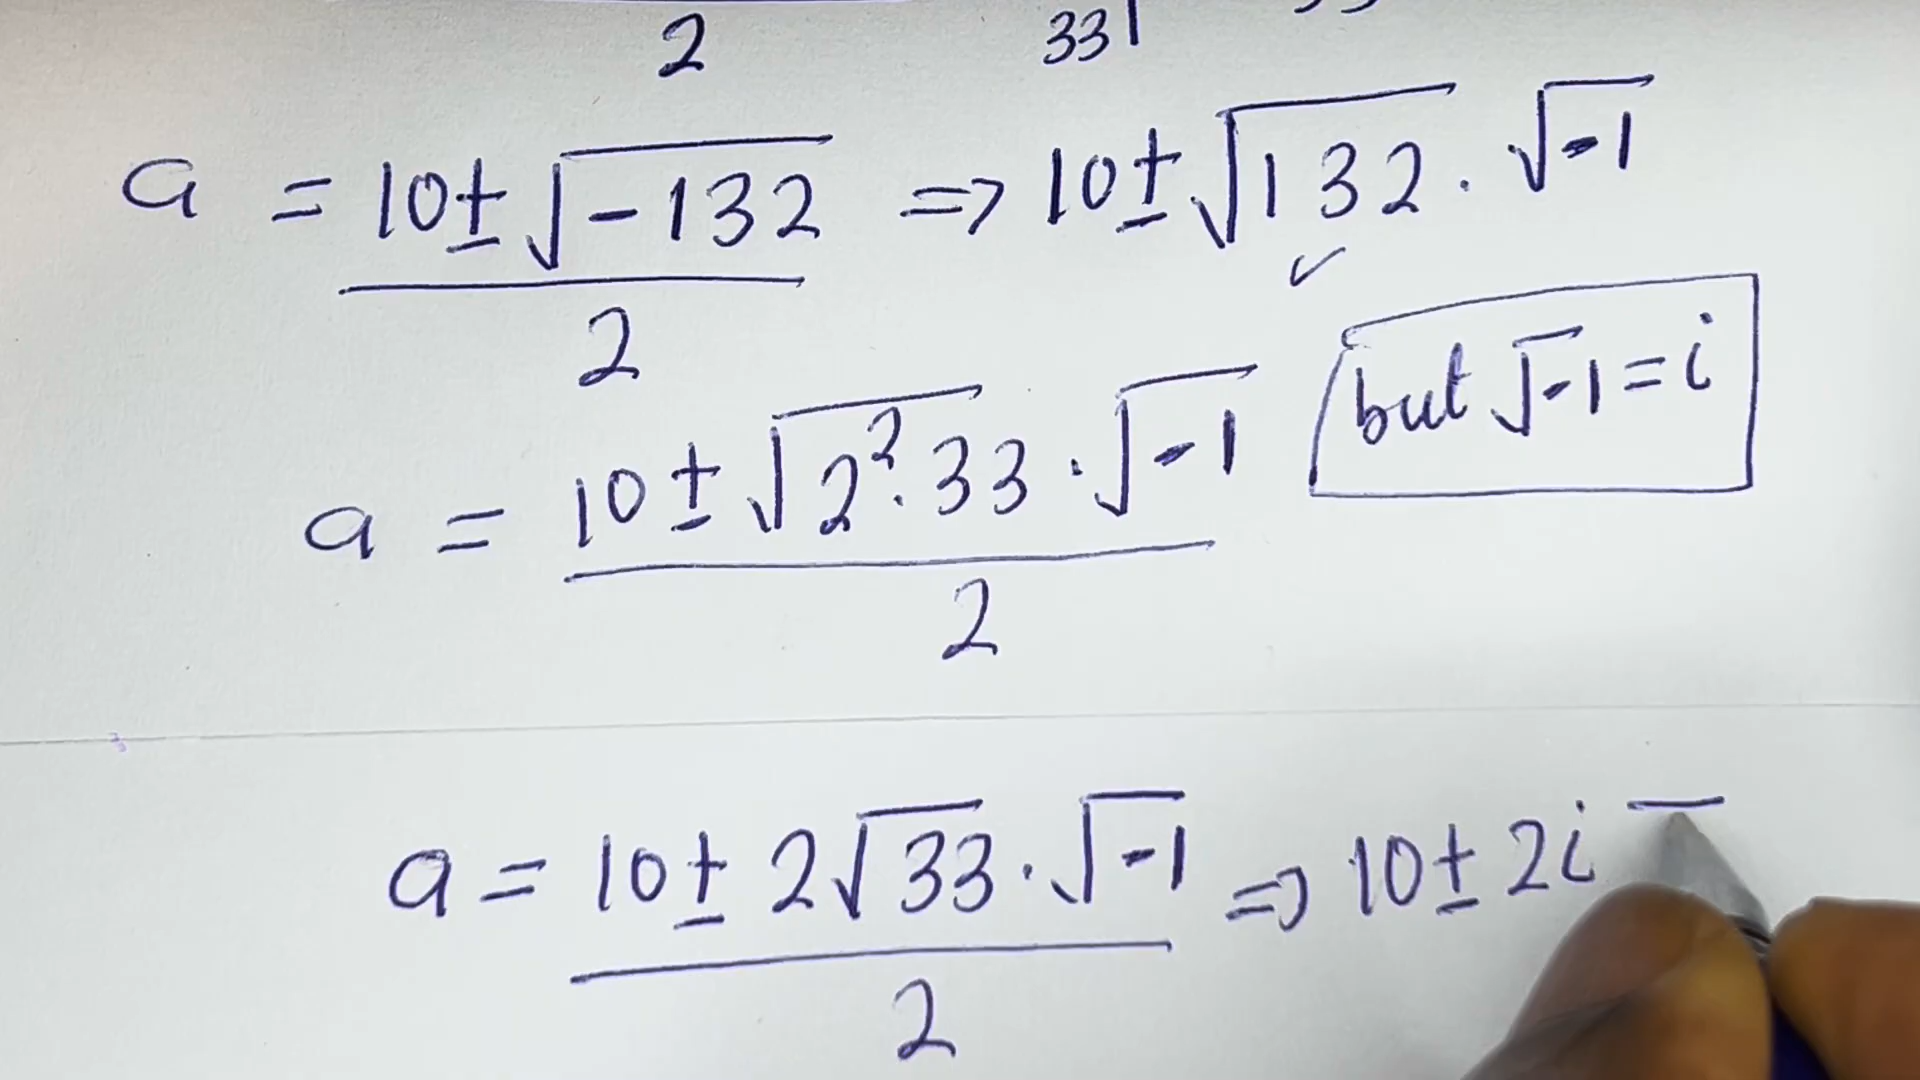 2 33
a = 10± √-132 => 10± √132 . √-1
2
✓
but √-1 = i
a = 10 ± √2² . 33 . √-1
2
a = 10± 2√33 . √-1 => 10± 2i
2